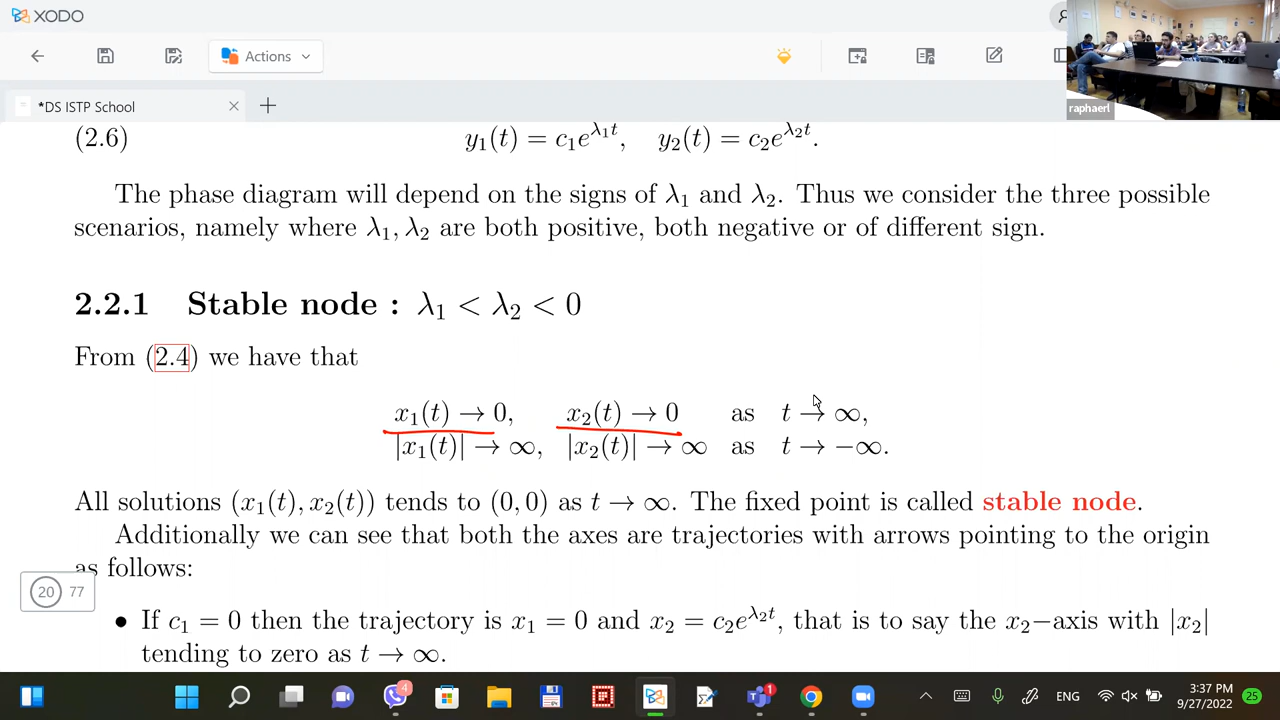 XODO
Actions
raphaerl
*DS ISTP School
(2.6) y₁(t) = c₁e^{λ₁t}, y₂(t) = c₂e^{λ₂t}.
The phase diagram will depend on the signs of λ₁ and λ₂. Thus we consider the three possible
scenarios, namely where λ₁, λ₂ are both positive, both negative or of different sign.
2.2.1 Stable node : λ₁ < λ₂ < 0
From (2.4) we have that
x₁(t) → 0, x₂(t) → 0 as t → ∞,
|x₁(t)| → ∞, |x₂(t)| → ∞ as t → −∞.
All solutions (x₁(t), x₂(t)) tends to (0, 0) as t → ∞. The fixed point is called stable node.
Additionally we can see that both the axes are trajectories with arrows pointing to the origin
as follows:
20 77
• If c₁ = 0 then the trajectory is x₁ = 0 and x₂ = c₂e^{λ₂t}, that is to say the x₂−axis with |x₂|
tending to zero as t → ∞.
4
1
ENG
3:37 PM
9/27/2022
25